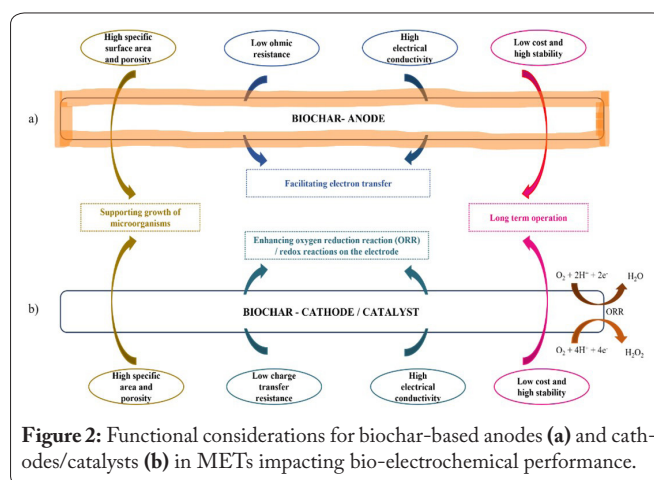 High specific
surface area
and porosity
Low ohmic
resistance
High
electrical
conductivity
Low cost and
high stability
a)
BIOCHAR- ANODE
Facilitating electron transfer
Supporting growth of
microorganisms
Long term operation
Enhancing oxygen reduction reaction (ORR)
/ redox reactions on the electrode
O₂ + 2H⁺ + 2e⁻
H₂O
b)
BIOCHAR - CATHODE / CATALYST
ORR
O₂ + 4H⁺ + 4e⁻
H₂O₂
High specific
area and
porosity
Low charge
transfer
resistance
High
electrical
conductivity
Low cost and
high stability
Figure 2: Functional considerations for biochar-based anodes (a) and cath-
odes/catalysts (b) in METs impacting bio-electrochemical performance.